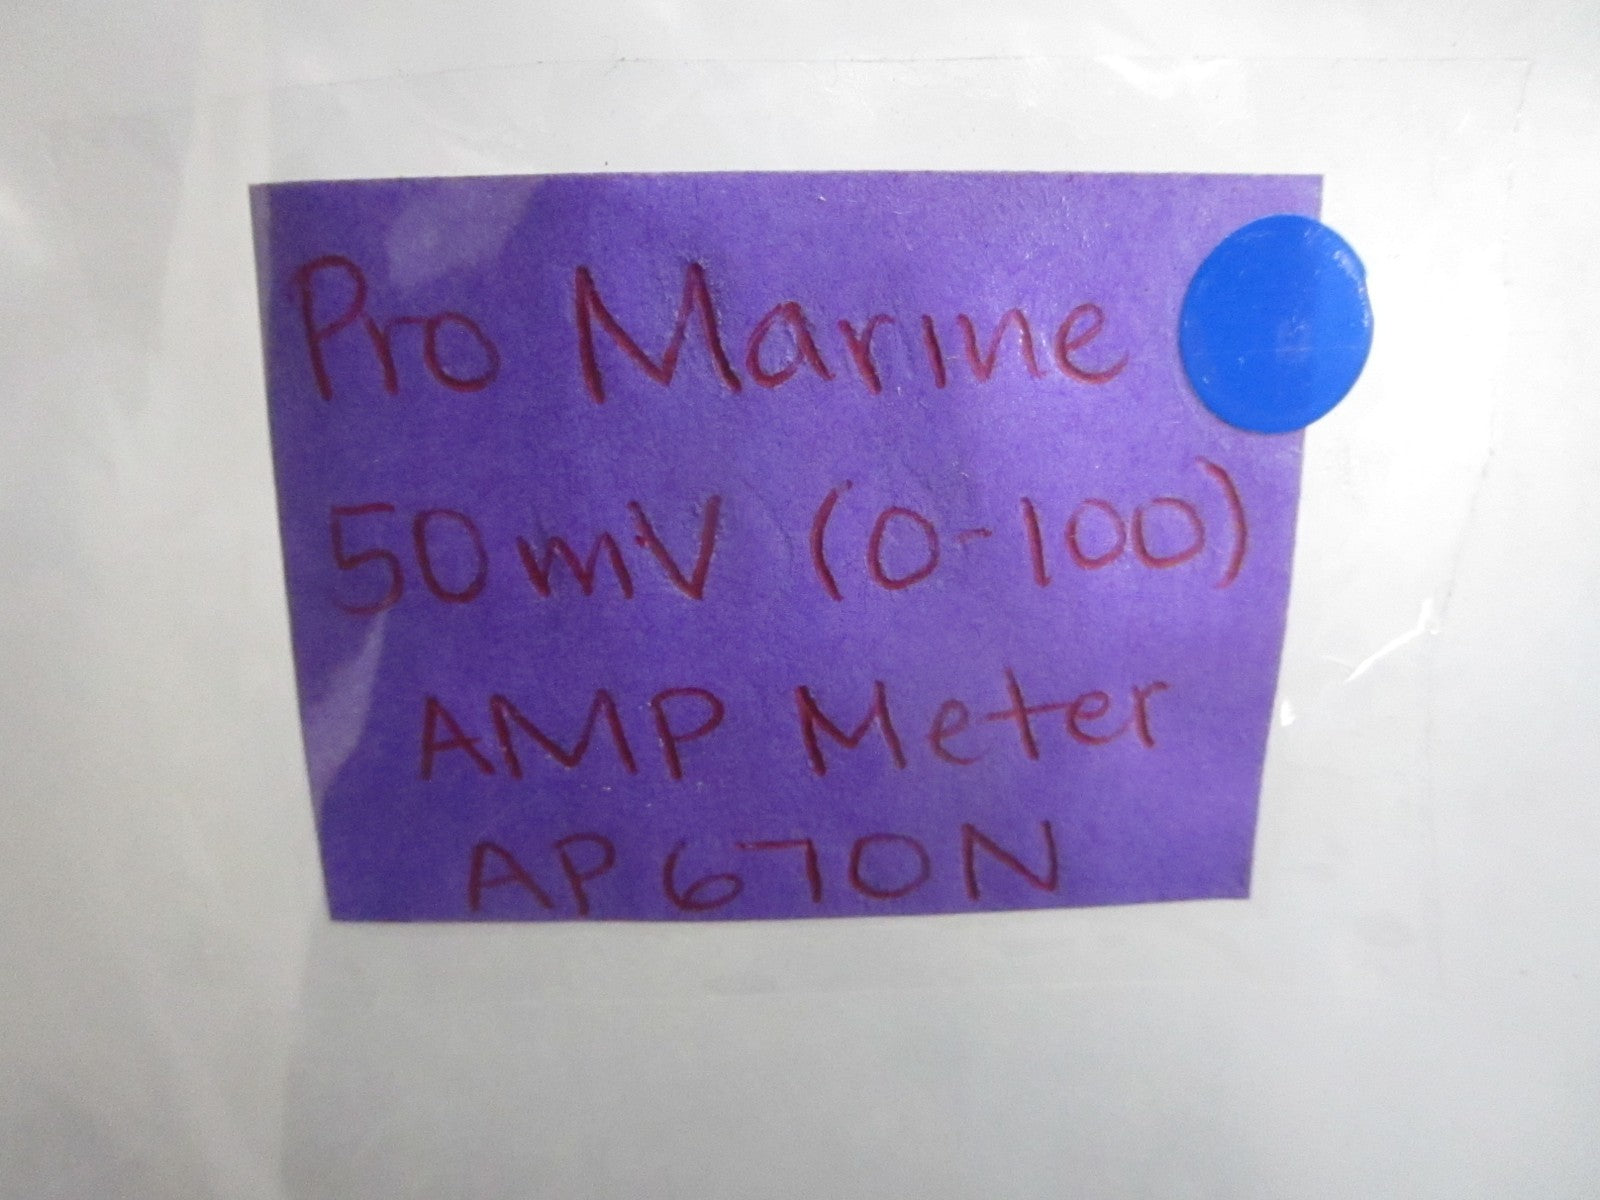 Pro Marine
50mV (0-100)
AMP Meter
AP670N